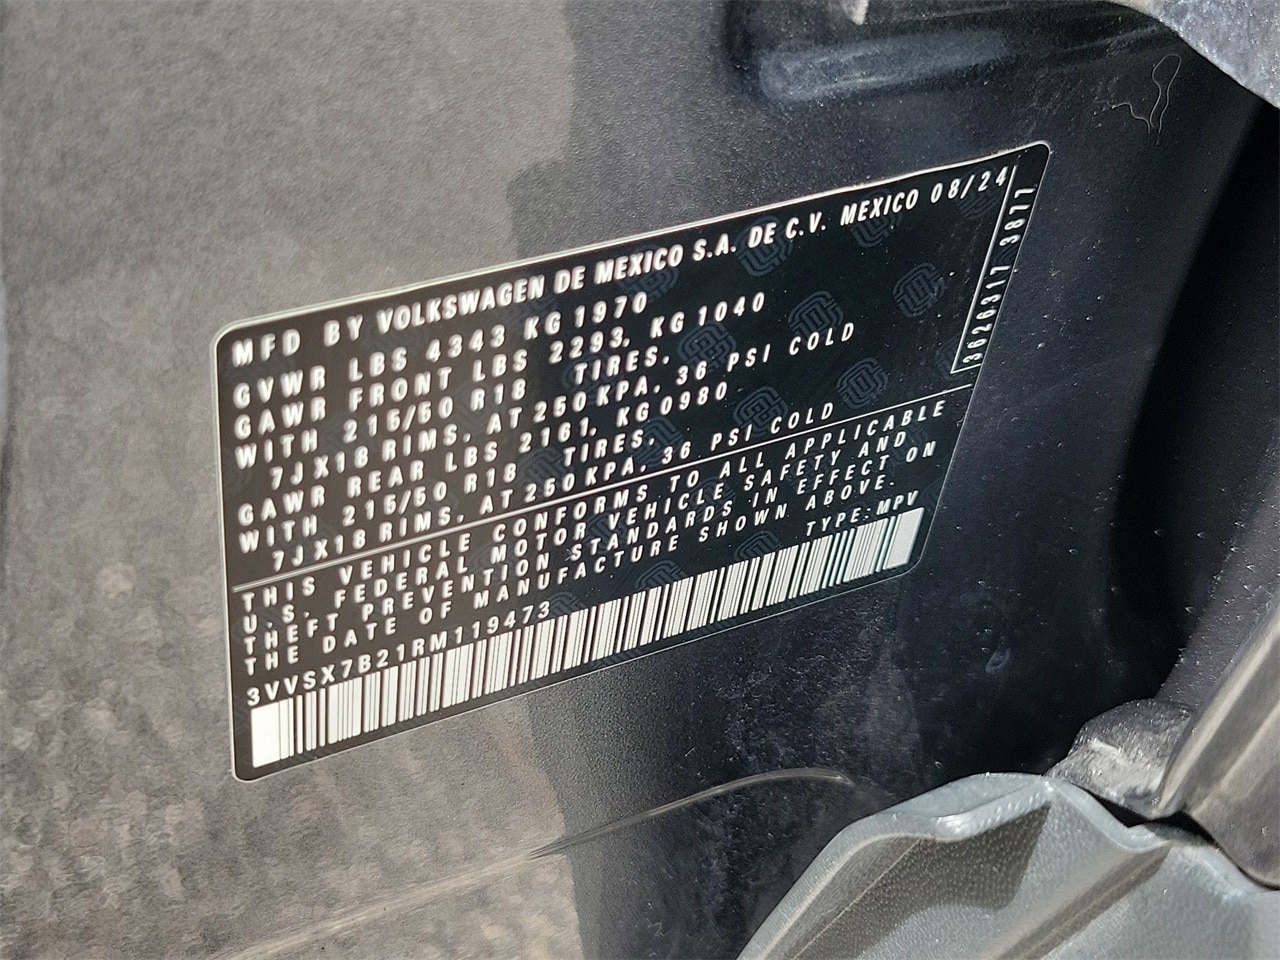 MFD BY VOLKSWAGEN DE MEXICO S.A. DE C.V. MEXICO 08/24
GVWR LBS 4343 KG 1970
GAWR FRONT LBS 2293, KG 1040
WITH 215/50 R18 TIRES,
7JX18 RIMS, AT 250 KPA, 36 PSI COLD
GAWR REAR LBS 2161, KG 0980
WITH 215/50 R18 TIRES,
7JX18 RIMS, AT 250 KPA, 36 PSI COLD
THIS VEHICLE CONFORMS TO ALL APPLICABLE
U.S. FEDERAL MOTOR VEHICLE SAFETY AND
THEFT PREVENTION STANDARDS IN EFFECT ON
THE DATE OF MANUFACTURE SHOWN ABOVE.
3VVSX7B21RM119473 TYPE:MPV
3626317 3877